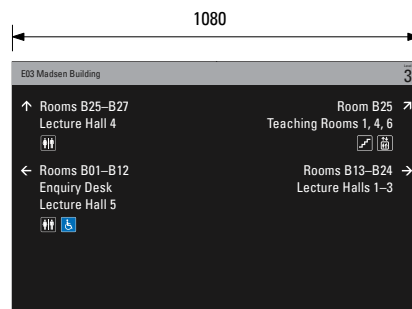 1080
E03 Madsen Building
3
↑ Rooms B25–B27
Lecture Hall 4
← Rooms B01–B12
Enquiry Desk
Lecture Hall 5
Room B25 ↗
Teaching Rooms 1, 4, 6
Rooms B13–B24 →
Lecture Halls 1–3